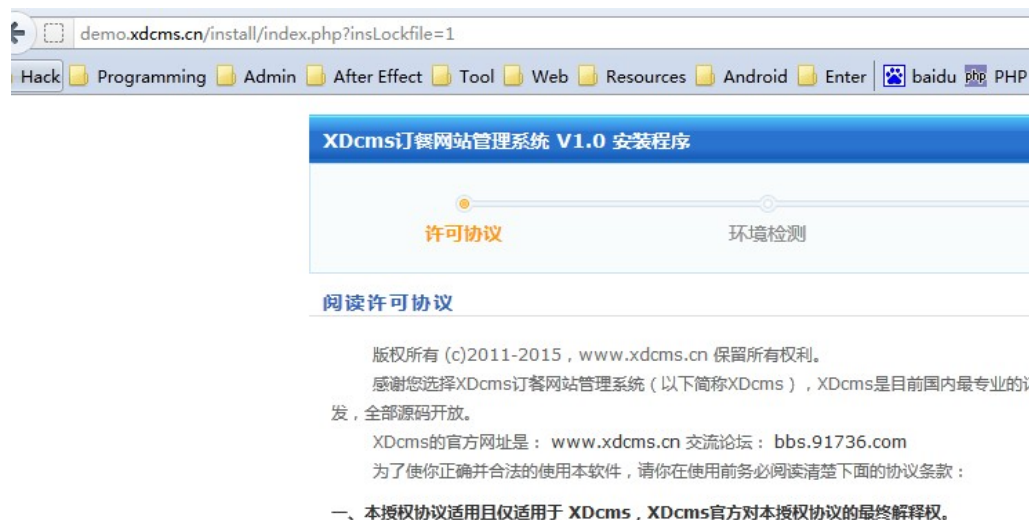 demo.xdcms.cn/install/index.php?insLockfile=1
Hack Programming Admin After Effect Tool Web Resources Android Enter baidu php PHP
XDcms订餐网站管理系统 V1.0 安装程序
许可协议 环境检测
阅读许可协议
版权所有 (c)2011-2015，www.xdcms.cn 保留所有权利。
感谢您选择XDcms订餐网站管理系统（以下简称XDcms），XDcms是目前国内最专业的
发，全部源码开放。
XDcms的官方网址是： www.xdcms.cn 交流论坛： bbs.91736.com
为了使你正确并合法的使用本软件，请你在使用前务必阅读清楚下面的协议条款：
一、本授权协议适用且仅适用于 XDcms，XDcms官方对本授权协议的最终解释权。